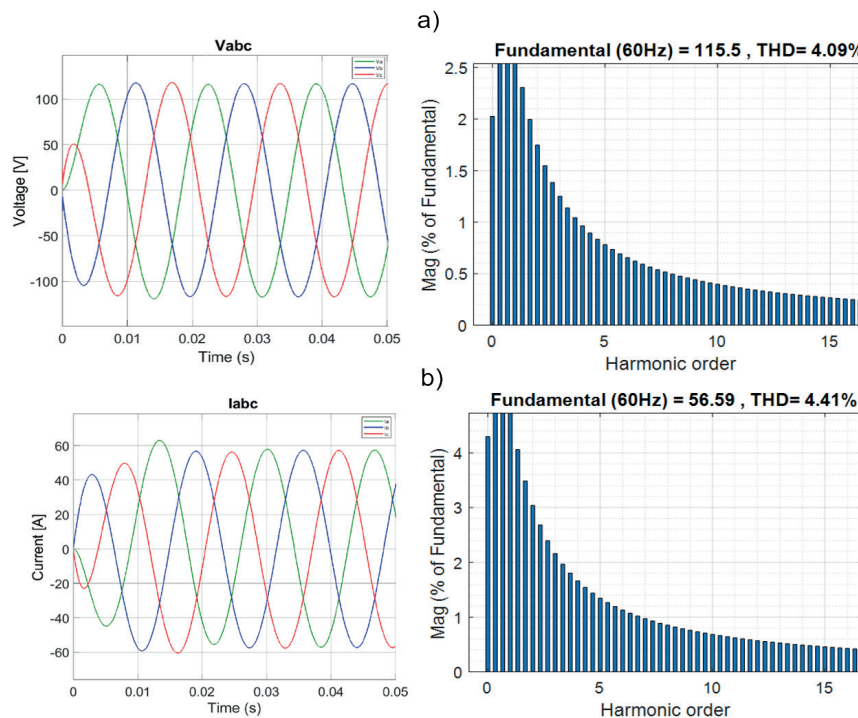 a)
Vabc
Va
Vb
Vc
100
50
0
-50
-100
Voltage [V]
0
0.01
0.02
0.03
0.04
0.05
Time (s)
Fundamental (60Hz) = 115.5 , THD= 4.09%
2.5
2
1.5
1
0.5
0
Mag (% of Fundamental)
0
5
10
15
Harmonic order
b)
Iabc
60
40
20
0
-20
-40
-60
Current [A]
0
0.01
0.02
0.03
0.04
0.05
Time (s)
Fundamental (60Hz) = 56.59 , THD= 4.41%
4
3
2
1
0
Mag (% of Fundamental)
0
5
10
15
Harmonic order